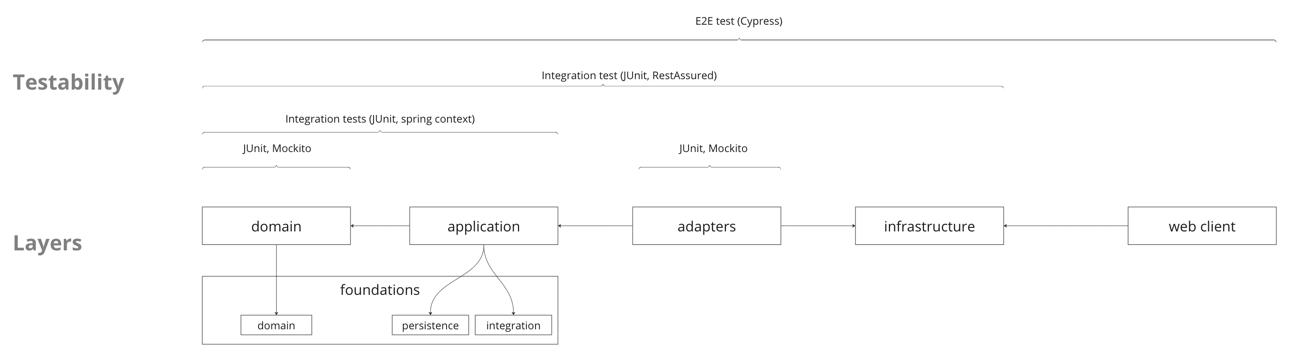 E2E test (Cypress)
Testability
Integration test (JUnit, RestAssured)
Integration tests (JUnit, spring context)
JUnit, Mockito
JUnit, Mockito
Layers
domain
application
adapters
infrastructure
web client
foundations
domain
persistence
integration